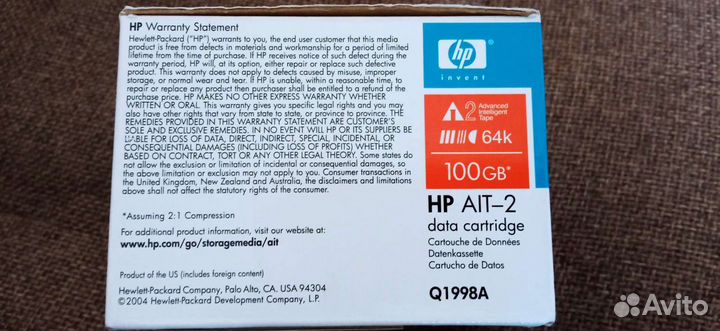 HP Warranty Statement
Hewlett-Packard ("HP") warrants to you, the end user customer that this media
product is free from defects in materials and workmanship for a period of limited
lifetime from the time of purchase. If HP receives notice of such defect during the
warranty period, HP will, at its option, either repair or replace such defective
product. This warranty does not apply to defects caused by misuse, improper
storage, or normal wear and tear. If HP is unable, within a reasonable time, to
repair or replace any product then purchaser shall be entitled to a refund of the
purchase price. HP MAKES NO OTHER EXPRESS WARRANTY WHETHER
WRITTEN OR ORAL. This warranty gives you specific legal rights and you may
also have other rights that vary from state to state, or province to province. THE
REMEDIES PROVIDED IN THIS WARRANTY STATEMENT ARE CUSTOMER'S
SOLE AND EXCLUSIVE REMEDIES. IN NO EVENT WILL HP OR ITS SUPPLIERS BE
LIABLE FOR LOSS OF DATA, DIRECT, INDIRECT, SPECIAL, INCIDENTAL, OR
CONSEQUENTIAL DAMAGES (INCLUDING LOSS OF PROFITS) WHETHER
BASED ON CONTRACT, TORT OR ANY OTHER LEGAL THEORY. Some states do
not allow the exclusion or limitation of incidental or consequential damages, so
the above limitation or exclusion may not apply to you. Consumer transactions in
the United Kingdom, New Zealand and Australia, the disclaimers and limitations
above shall not affect the statutory rights of the consumer.
*Assuming 2:1 Compression
For additional information, visit our website at:
www.hp.com/go/storagemedia/ait
Product of the US (includes foreign content)
Hewlett-Packard Company, Palo Alto, CA. USA 94304
©2004 Hewlett-Packard Development Company, L.P.
hp
invent
AIT2 Advanced
Intelligent
Tape
64k
100GB*
HP AIT-2
data cartridge
Cartouche de Données
Datenkassette
Cartucho de Datos
Q1998A
Avito